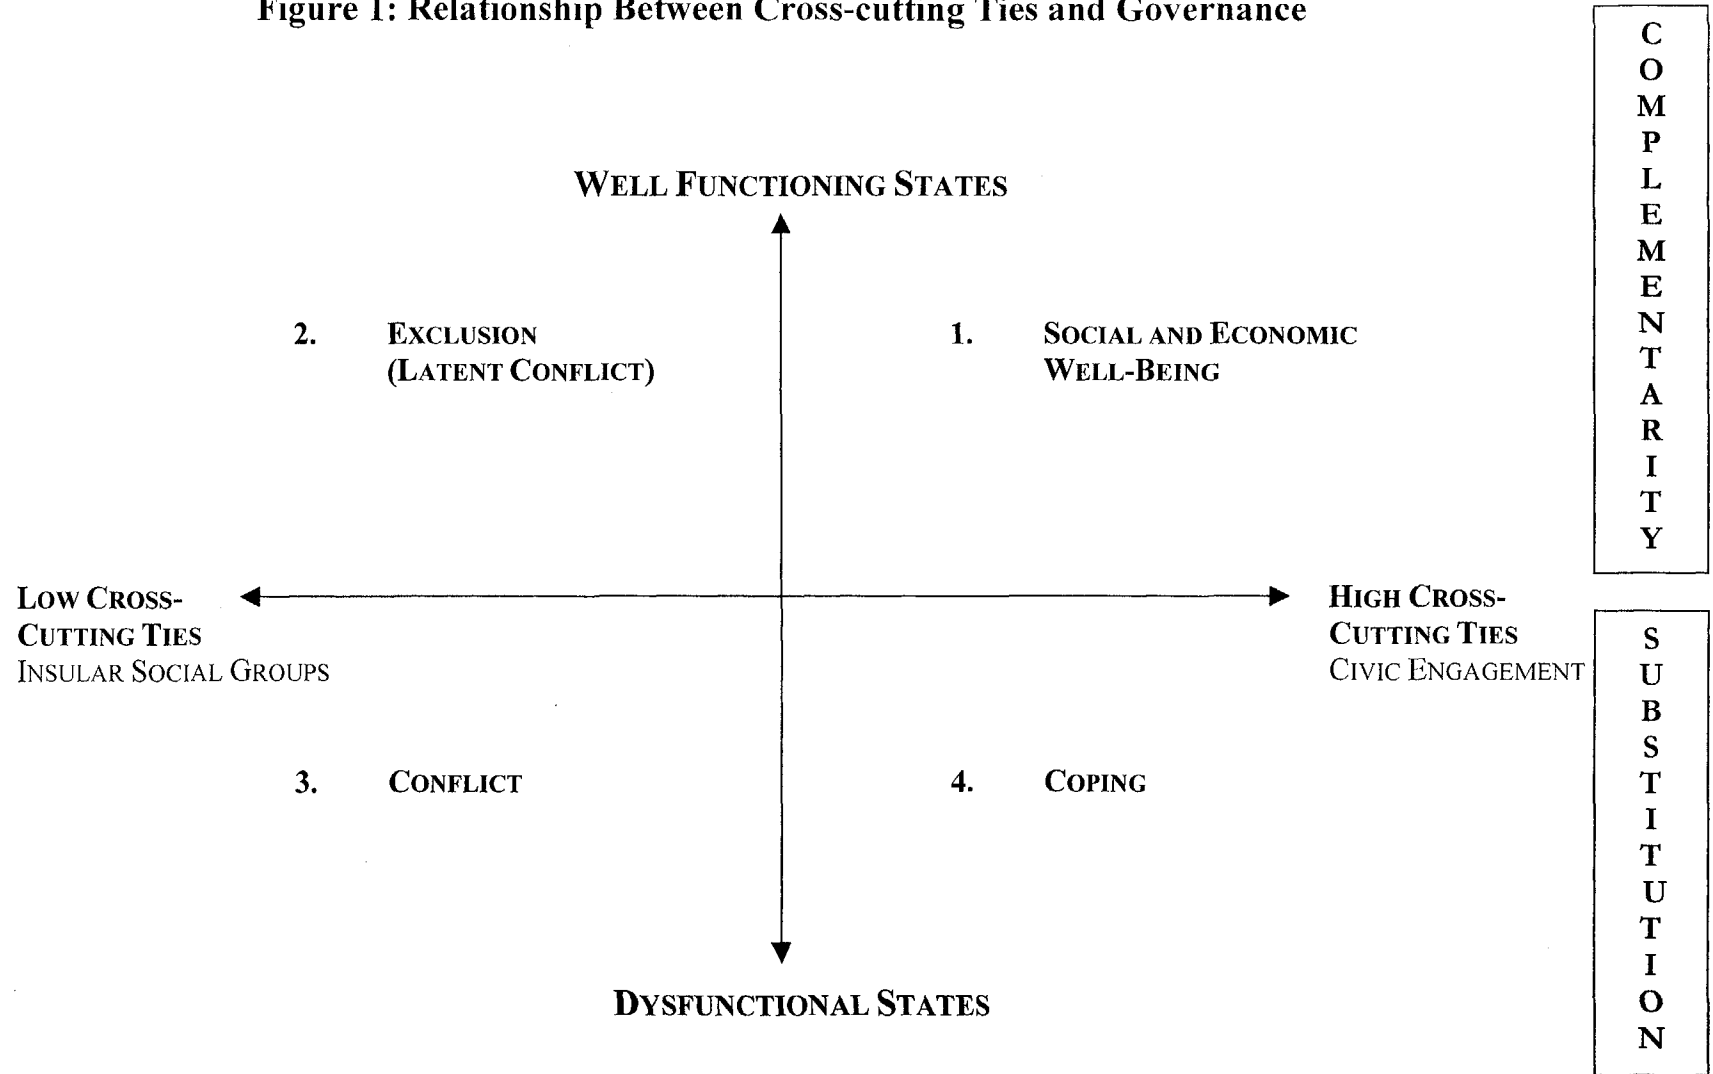 Figure 1: Relationship Between Cross-cutting Ties and Governance
WELL FUNCTIONING STATES
2. EXCLUSION
(LATENT CONFLICT)
1. SOCIAL AND ECONOMIC
WELL-BEING
LOW CROSS-
CUTTING TIES
INSULAR SOCIAL GROUPS
HIGH CROSS-
CUTTING TIES
CIVIC ENGAGEMENT
3. CONFLICT
4. COPING
DYSFUNCTIONAL STATES
C
O
M
P
L
E
M
E
N
T
A
R
I
T
Y
S
U
B
S
T
I
T
U
T
I
O
N